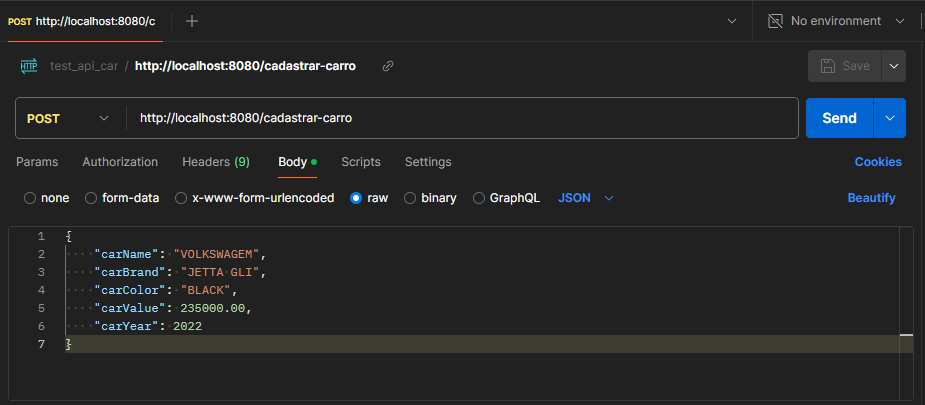 POST http://localhost:8080/c
No environment
HTTP test_api_car / http://localhost:8080/cadastrar-carro
Save
POST http://localhost:8080/cadastrar-carro
Send
Params Authorization Headers (9) Body Scripts Settings Cookies
none form-data x-www-form-urlencoded raw binary GraphQL JSON Beautify
1 {
2 "carName": "VOLKSWAGEM",
3 "carBrand": "JETTA GLI",
4 "carColor": "BLACK",
5 "carValue": 235000.00,
6 "carYear": 2022
7 }